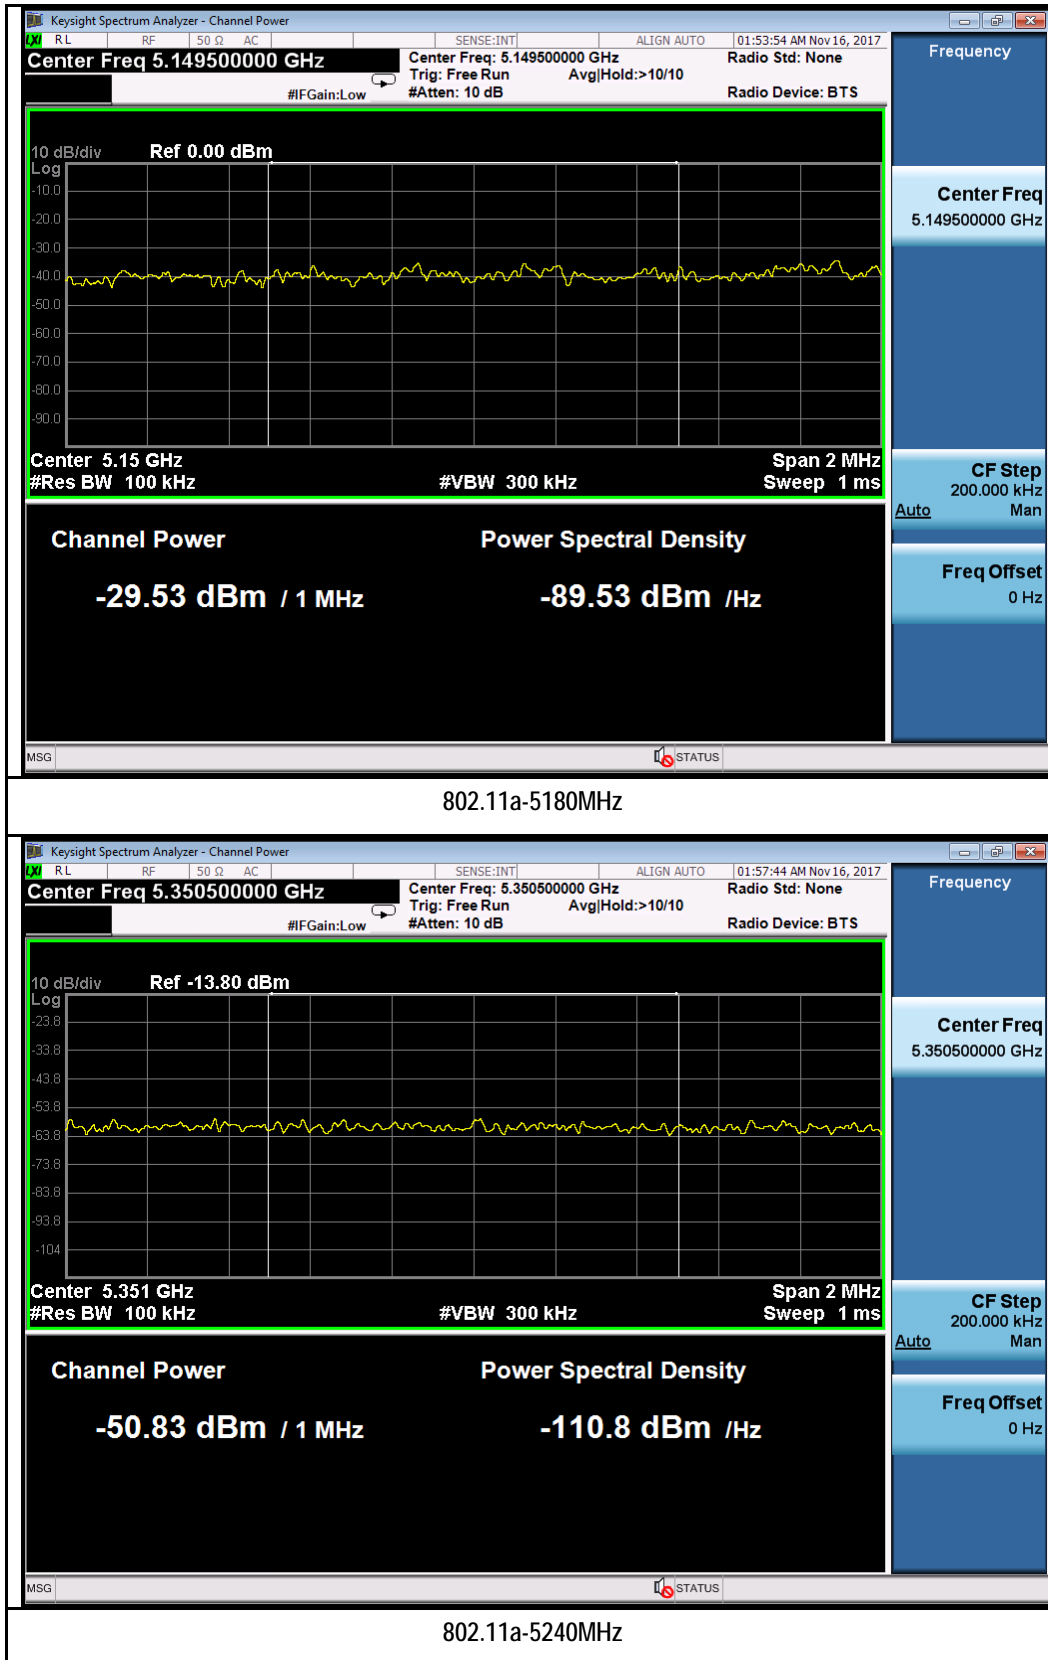 Keysight Spectrum Analyzer - Channel Power
LXI RL RF 50 Ω AC SENSE:INT ALIGN AUTO 01:53:54 AM Nov 16, 2017
Center Freq 5.149500000 GHz
Center Freq: 5.149500000 GHz Radio Std: None
Trig: Free Run Avg|Hold:>10/10
#IFGain:Low #Atten: 10 dB Radio Device: BTS
Frequency
10 dB/div Ref 0.00 dBm
Log
-10.0
-20.0
-30.0
-40.0
-50.0
-60.0
-70.0
-80.0
-90.0
Center Freq
5.149500000 GHz
Center 5.15 GHz Span 2 MHz
#Res BW 100 kHz #VBW 300 kHz Sweep 1 ms
CF Step
200.000 kHz
Auto Man
Channel Power Power Spectral Density
-29.53 dBm / 1 MHz -89.53 dBm /Hz
Freq Offset
0 Hz
MSG STATUS
802.11a-5180MHz
Keysight Spectrum Analyzer - Channel Power
LXI RL RF 50 Ω AC SENSE:INT ALIGN AUTO 01:57:44 AM Nov 16, 2017
Center Freq 5.350500000 GHz
Center Freq: 5.350500000 GHz Radio Std: None
Trig: Free Run Avg|Hold:>10/10
#IFGain:Low #Atten: 10 dB Radio Device: BTS
Frequency
10 dB/div Ref -13.80 dBm
Log
-23.8
-33.8
-43.8
-53.8
-63.8
-73.8
-83.8
-93.8
-104
Center Freq
5.350500000 GHz
Center 5.351 GHz Span 2 MHz
#Res BW 100 kHz #VBW 300 kHz Sweep 1 ms
CF Step
200.000 kHz
Auto Man
Channel Power Power Spectral Density
-50.83 dBm / 1 MHz -110.8 dBm /Hz
Freq Offset
0 Hz
MSG STATUS
802.11a-5240MHz